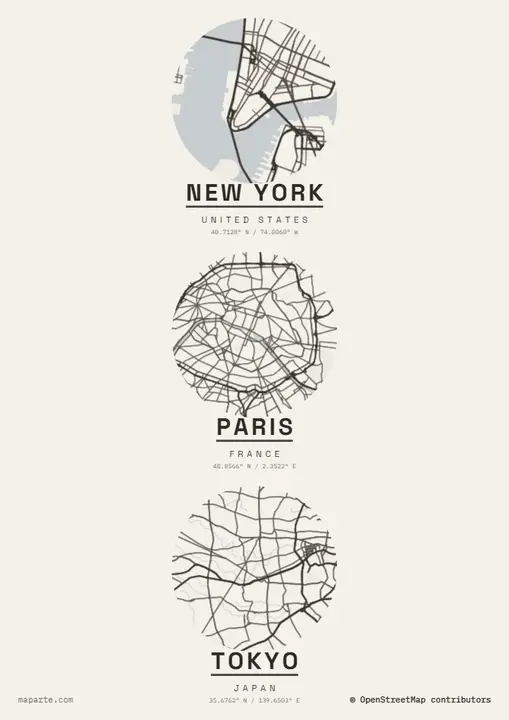 NEW YORK
UNITED STATES
40.7128° N / 74.0060° W
PARIS
FRANCE
48.8566° N / 2.3522° E
TOKYO
JAPAN
35.6762° N / 139.6503° E
maparte.com
© OpenStreetMap contributors